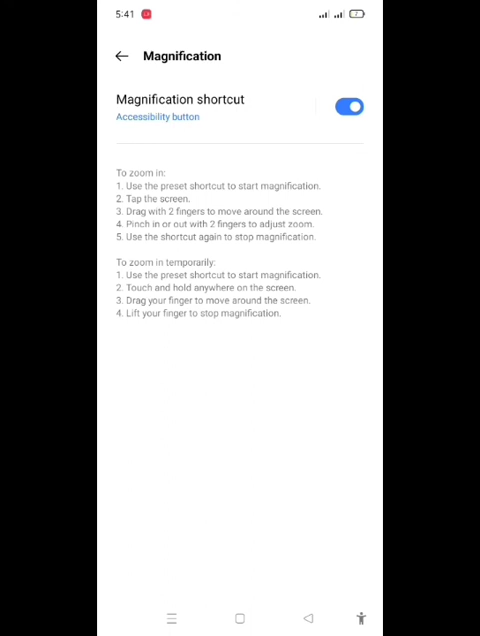 5:41
Magnification
Magnification shortcut
Accessibility button
To zoom in:
1. Use the preset shortcut to start magnification.
2. Tap the screen.
3. Drag with 2 fingers to move around the screen.
4. Pinch in or out with 2 fingers to adjust zoom.
5. Use the shortcut again to stop magnification.
To zoom in temporarily:
1. Use the preset shortcut to start magnification.
2. Touch and hold anywhere on the screen.
3. Drag your finger to move around the screen.
4. Lift your finger to stop magnification.